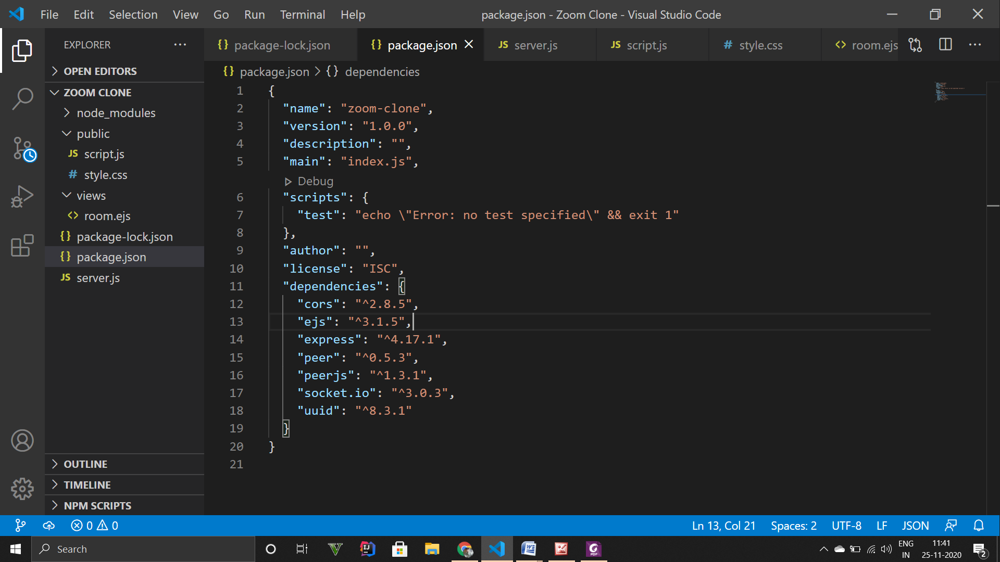 File Edit Selection View Go Run Terminal Help package.json - Zoom Clone - Visual Studio Code
EXPLORER
OPEN EDITORS
ZOOM CLONE
node_modules
public
JS script.js
# style.css
views
<> room.ejs
{} package-lock.json
{} package.json
JS server.js
OUTLINE
TIMELINE
NPM SCRIPTS
{} package-lock.json {} package.json JS server.js JS script.js # style.css <> room.ejs
{} package.json > {} dependencies
1 {
2 "name": "zoom-clone",
3 "version": "1.0.0",
4 "description": "",
5 "main": "index.js",
Debug
6 "scripts": {
7 "test": "echo \"Error: no test specified\" && exit 1"
8 },
9 "author": "",
10 "license": "ISC",
11 "dependencies": {
12 "cors": "^2.8.5",
13 "ejs": "^3.1.5",
14 "express": "^4.17.1",
15 "peer": "^0.5.3",
16 "peerjs": "^1.3.1",
17 "socket.io": "^3.0.3",
18 "uuid": "^8.3.1"
19 }
20 }
21
0 0 Ln 13, Col 21 Spaces: 2 UTF-8 LF JSON
Search
ENG
IN
11:41
25-11-2020
2